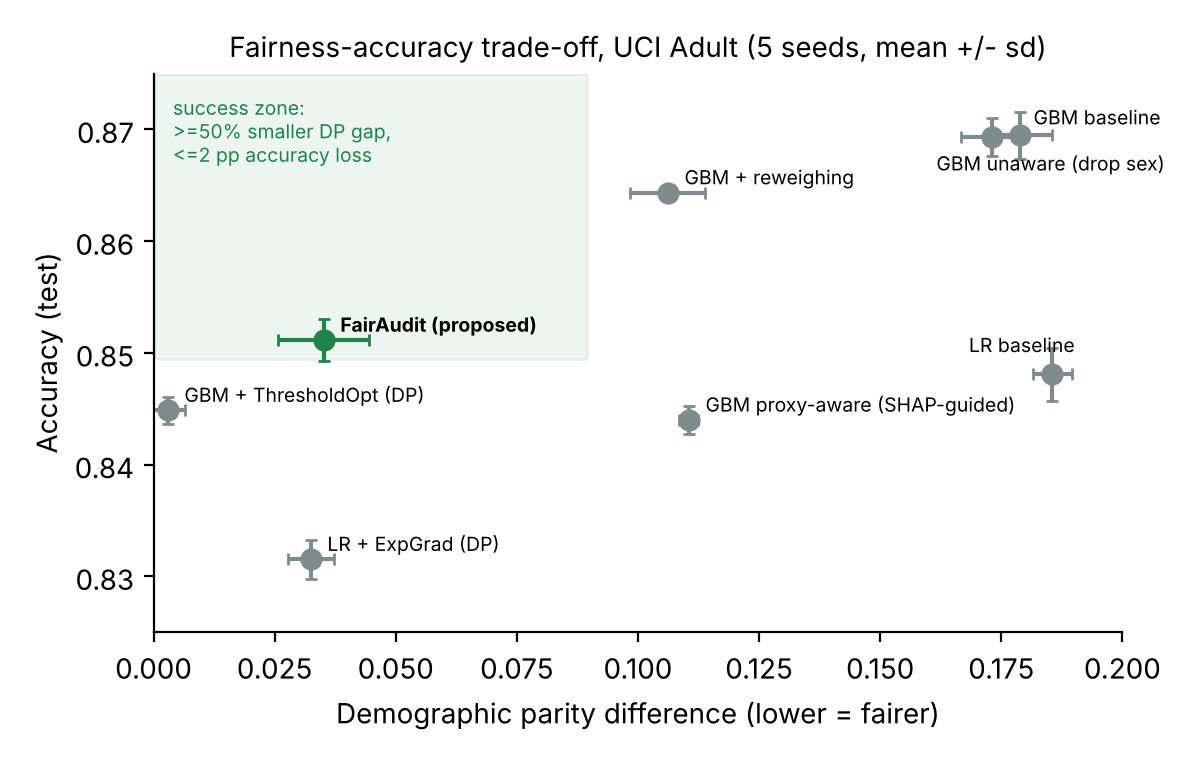 Fairness-accuracy trade-off, UCI Adult (5 seeds, mean +/- sd)
success zone:
>=50% smaller DP gap,
<=2 pp accuracy loss
GBM baseline
GBM unaware (drop sex)
GBM + reweighing
FairAudit (proposed)
LR baseline
GBM + ThresholdOpt (DP)
GBM proxy-aware (SHAP-guided)
LR + ExpGrad (DP)
Accuracy (test)
0.87
0.86
0.85
0.84
0.83
0.000 0.025 0.050 0.075 0.100 0.125 0.150 0.175 0.200
Demographic parity difference (lower = fairer)